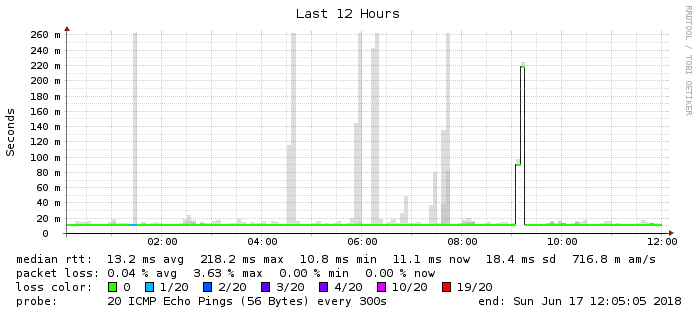 Last 12 Hours
RRDTOOL / TOBI OETIKER
Seconds
260 m
240 m
220 m
200 m
180 m
160 m
140 m
120 m
100 m
80 m
60 m
40 m
20 m
0
02:00 04:00 06:00 08:00 10:00 12:00
median rtt: 13.2 ms avg 218.2 ms max 10.8 ms min 11.1 ms now 18.4 ms sd 716.8 m am/s
packet loss: 0.04 % avg 3.63 % max 0.00 % min 0.00 % now
loss color: 0 1/20 2/20 3/20 4/20 10/20 19/20
probe: 20 ICMP Echo Pings (56 Bytes) every 300s end: Sun Jun 17 12:05:05 2018